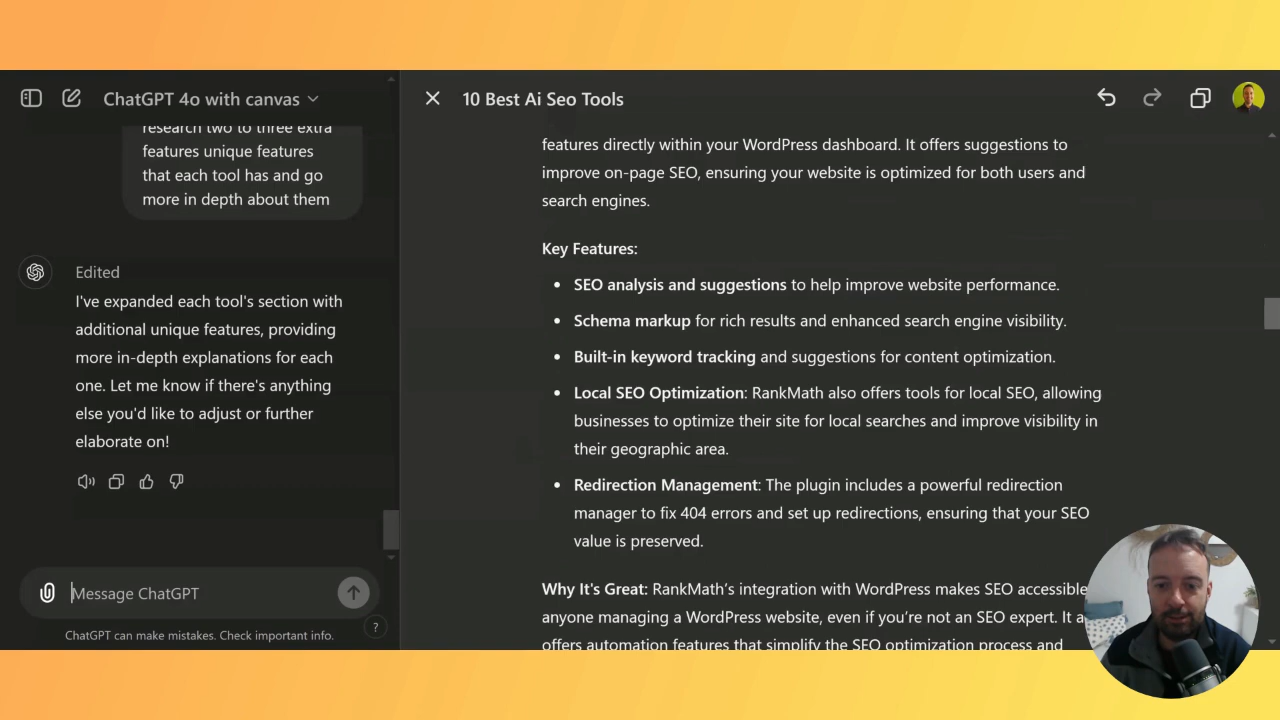 ChatGPT 4o with canvas
research two to three extra
features unique features
that each tool has and go
more in depth about them
Edited
I've expanded each tool's section with
additional unique features, providing
more in-depth explanations for each
one. Let me know if there's anything
else you'd like to adjust or further
elaborate on!
Message ChatGPT
ChatGPT can make mistakes. Check important info.
?
10 Best Ai Seo Tools
features directly within your WordPress dashboard. It offers suggestions to
improve on-page SEO, ensuring your website is optimized for both users and
search engines.
Key Features:
• SEO analysis and suggestions to help improve website performance.
• Schema markup for rich results and enhanced search engine visibility.
• Built-in keyword tracking and suggestions for content optimization.
• Local SEO Optimization: RankMath also offers tools for local SEO, allowing
businesses to optimize their site for local searches and improve visibility in
their geographic area.
• Redirection Management: The plugin includes a powerful redirection
manager to fix 404 errors and set up redirections, ensuring that your SEO
value is preserved.
Why It's Great: RankMath’s integration with WordPress makes SEO accessible
anyone managing a WordPress website, even if you’re not an SEO expert. It a
offers automation features that simplify the SEO optimization process and